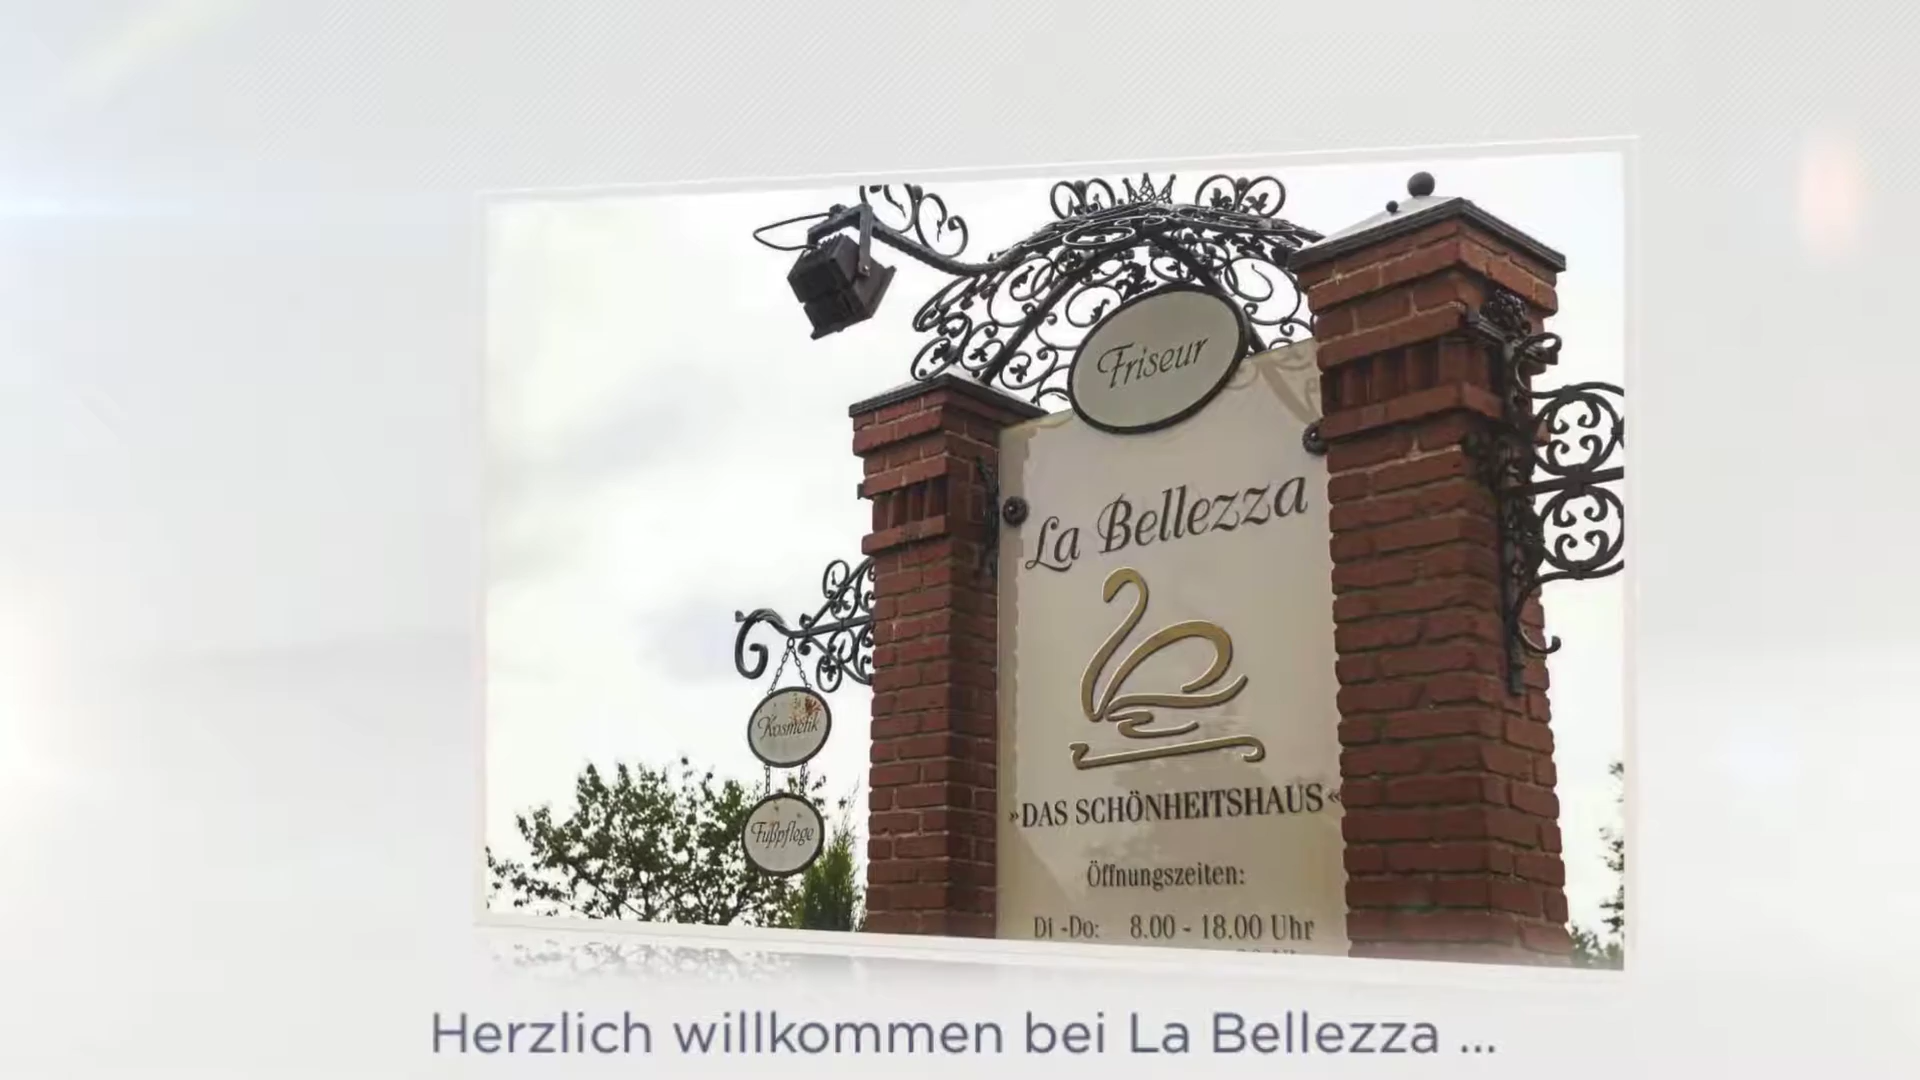 Friseur
La Bellezza
»DAS SCHÖNHEITSHAUS«
Öffnungszeiten:
Di -Do: 8.00 - 18.00 Uhr
Kosmetik
Fußpflege
Herzlich willkommen bei La Bellezza ...